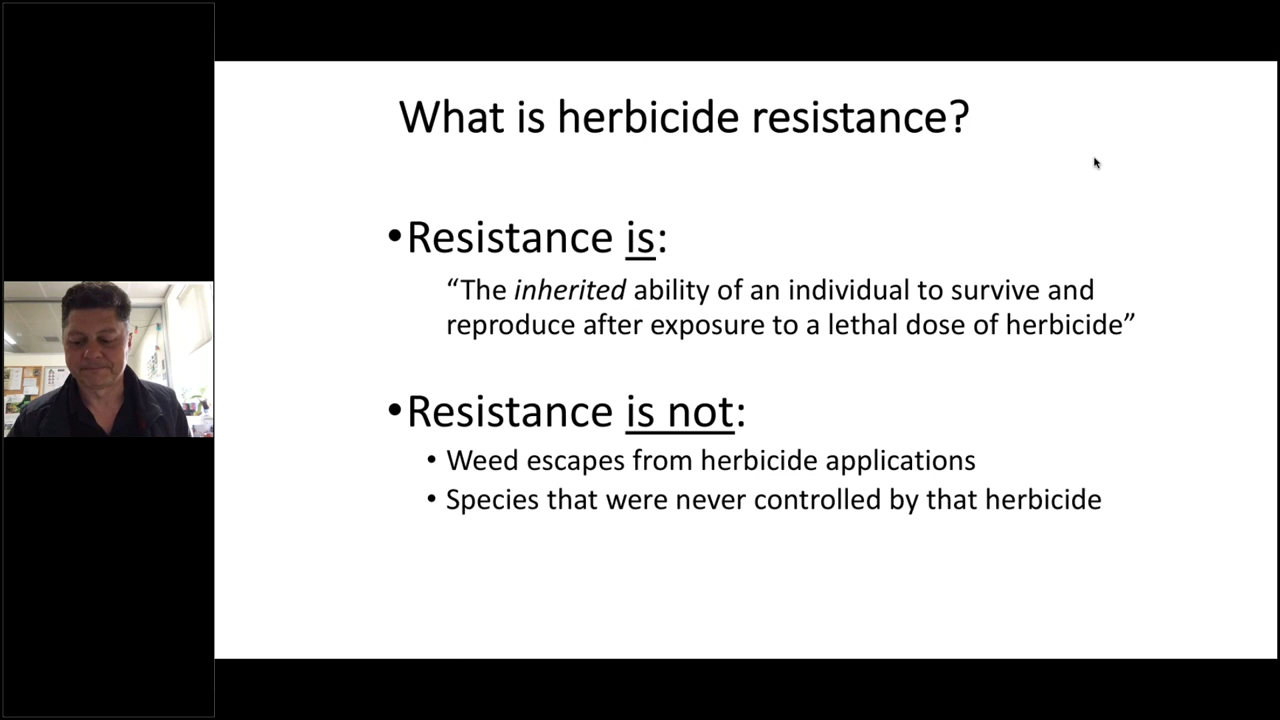 What is herbicide resistance?
•Resistance is:
“The inherited ability of an individual to survive and
reproduce after exposure to a lethal dose of herbicide”
•Resistance is not:
• Weed escapes from herbicide applications
• Species that were never controlled by that herbicide